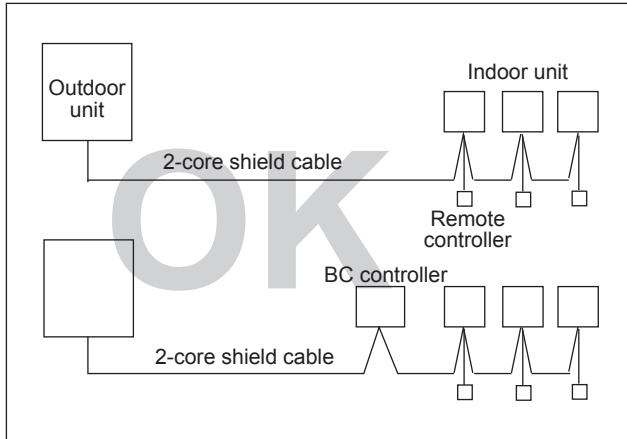 Outdoor
unit
Indoor unit
2-core shield cable
Remote
controller
OK
BC controller
2-core shield cable